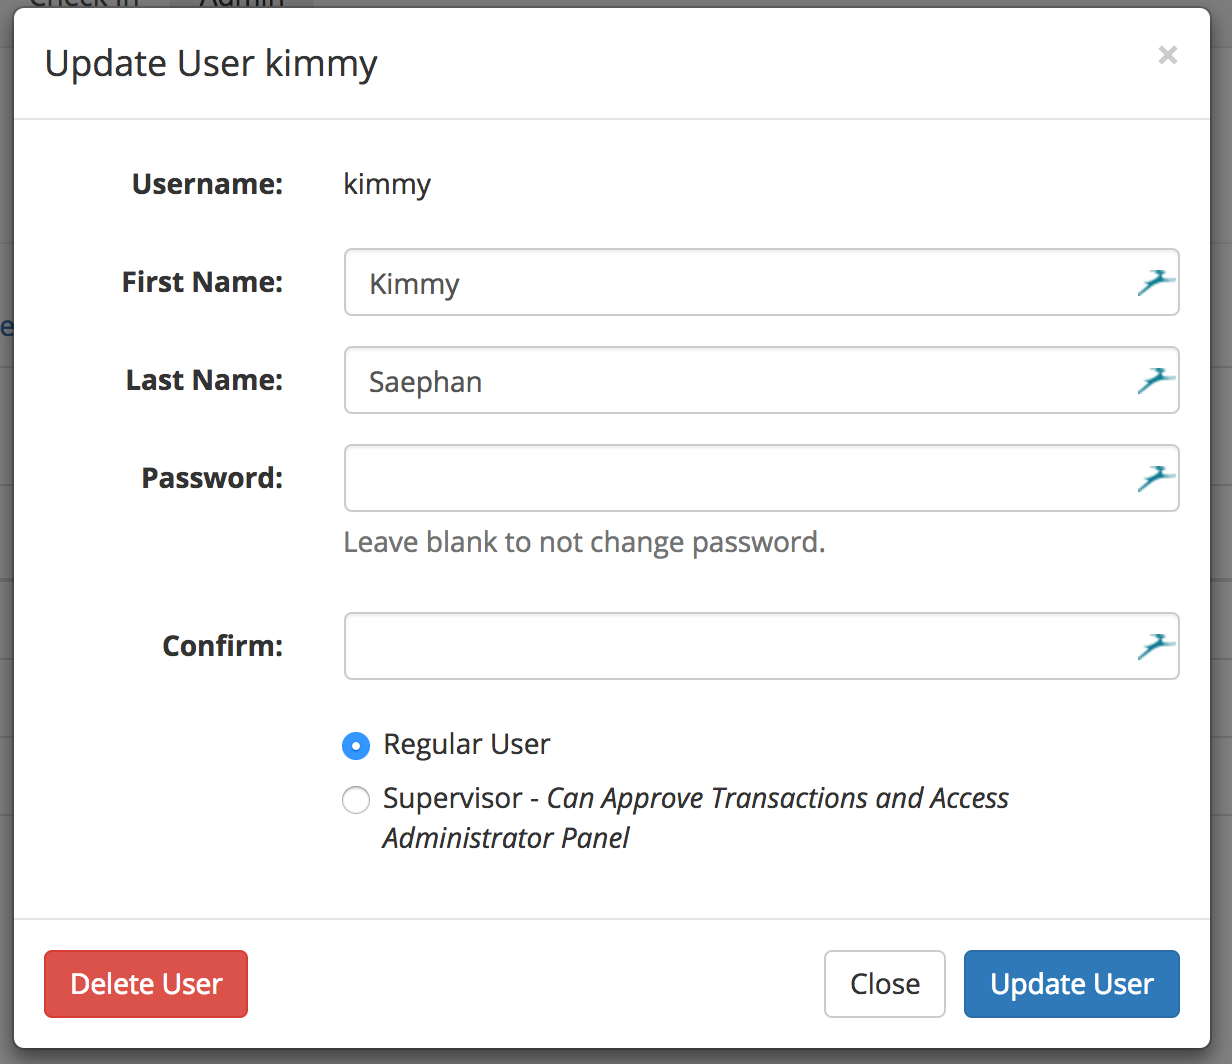 Check In Admin
Update User kimmy
×
Username: kimmy
First Name: Kimmy
Last Name: Saephan
Password:
Leave blank to not change password.
Confirm:
Regular User
Supervisor - Can Approve Transactions and Access
Administrator Panel
Delete User Close Update User